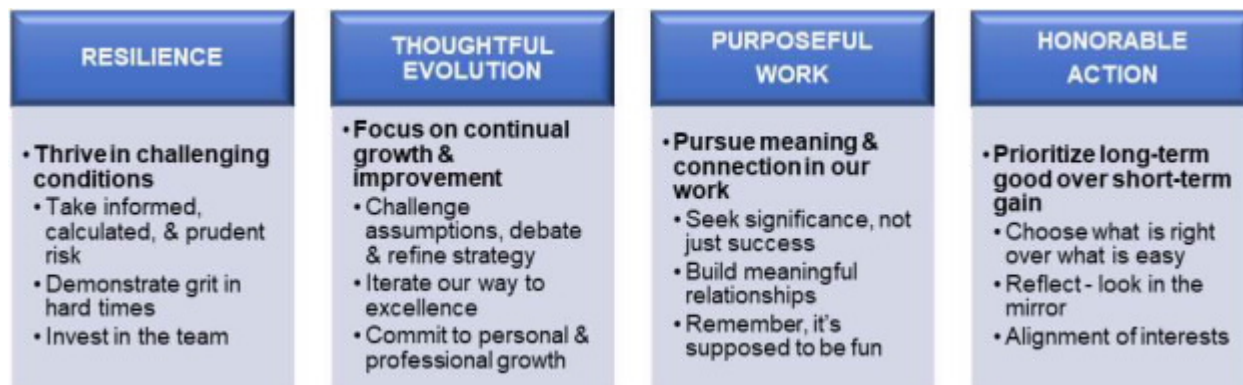 RESILIENCE
•Thrive in challenging
conditions
•Take informed,
calculated, & prudent
risk
•Demonstrate grit in
hard times
•Invest in the team
THOUGHTFUL
EVOLUTION
•Focus on continual
growth &
improvement
•Challenge
assumptions, debate
& refine strategy
•Iterate our way to
excellence
•Commit to personal &
professional growth
PURPOSEFUL
WORK
•Pursue meaning &
connection in our
work
•Seek significance, not
just success
•Build meaningful
relationships
•Remember, it's
supposed to be fun
HONORABLE
ACTION
•Prioritize long-term
good over short-term
gain
•Choose what is right
over what is easy
•Reflect - look in the
mirror
•Alignment of interests